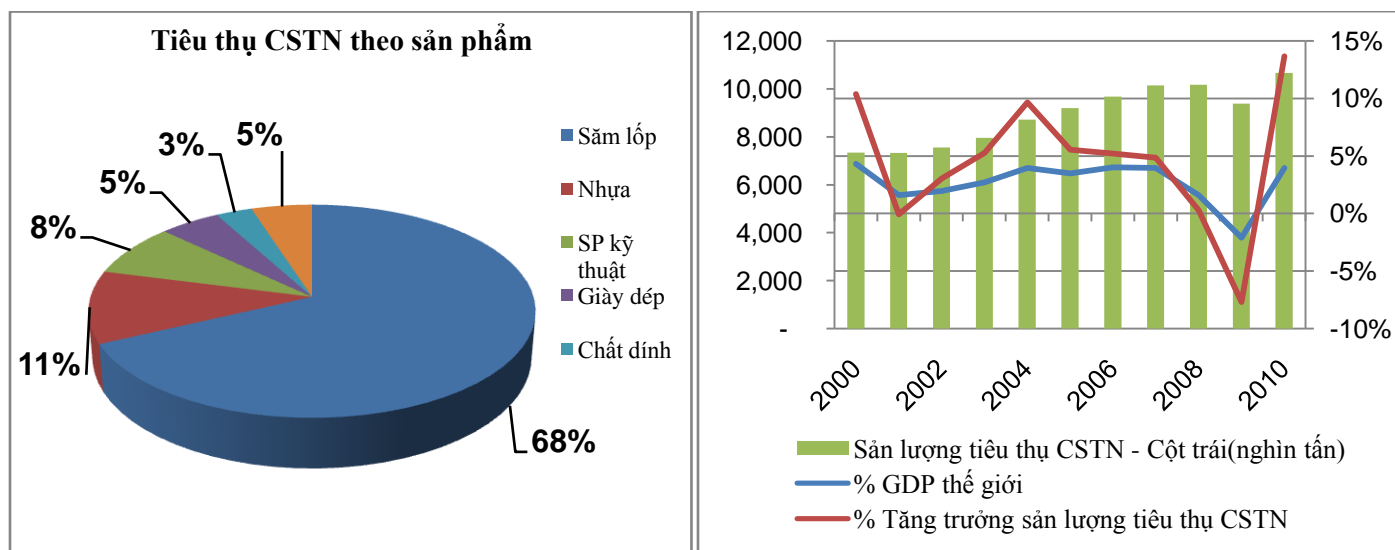 Tiêu thụ CSTN theo sản phẩm
5%
3%
5%
8%
11%
68%
Săm lốp
Nhựa
SP kỹ
thuật
Giày dép
Chất dính
12,000
10,000
8,000
6,000
4,000
2,000
-
15%
10%
5%
0%
-5%
-10%
2000
2002
2004
2006
2008
2010
Sản lượng tiêu thụ CSTN - Cột trái(nghìn tấn)
% GDP thế giới
% Tăng trưởng sản lượng tiêu thụ CSTN